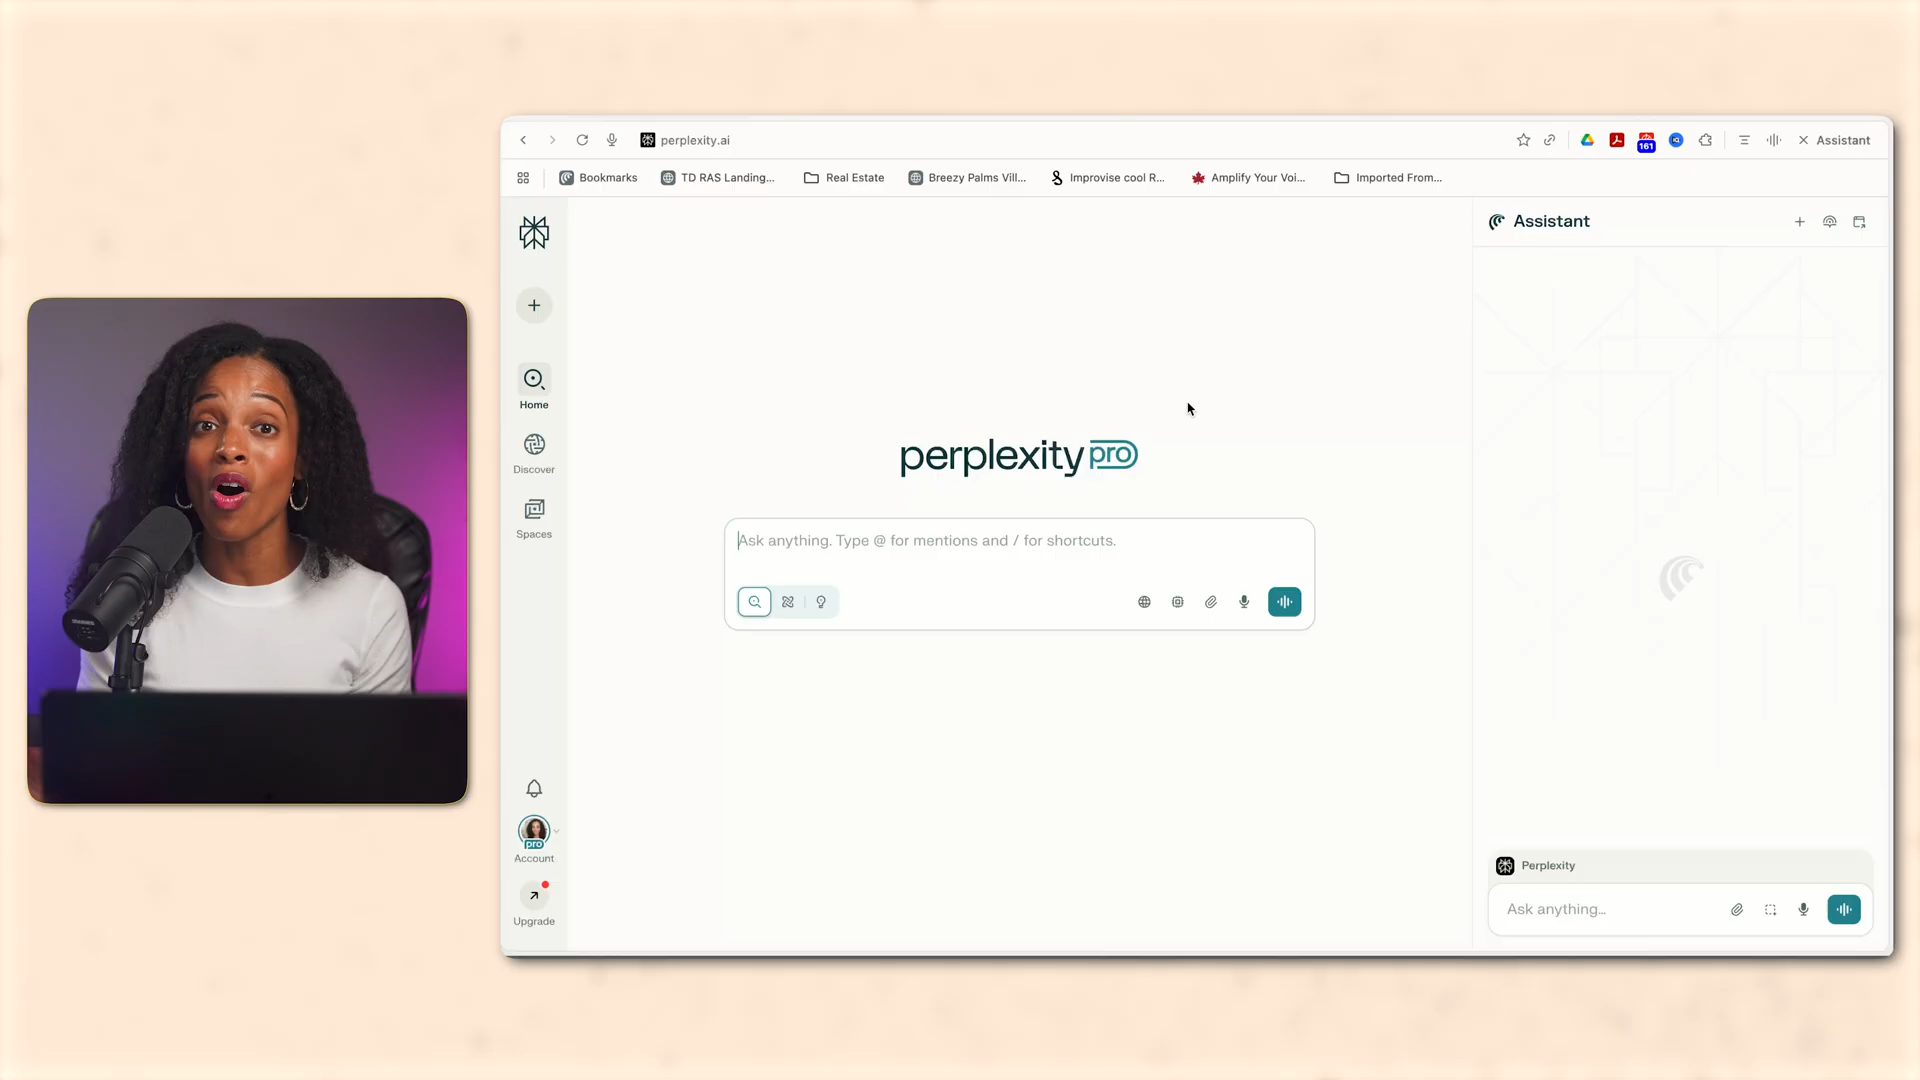 perplexity.ai
161
Assistant
Bookmarks
TD RAS Landing...
Real Estate
Breezy Palms Vill...
Improvise cool R...
Amplify Your Voi...
Imported From...
Assistant
Home
Discover
Spaces
perplexity pro
Ask anything. Type @ for mentions and / for shortcuts.
pro
Account
Upgrade
Perplexity
Ask anything...